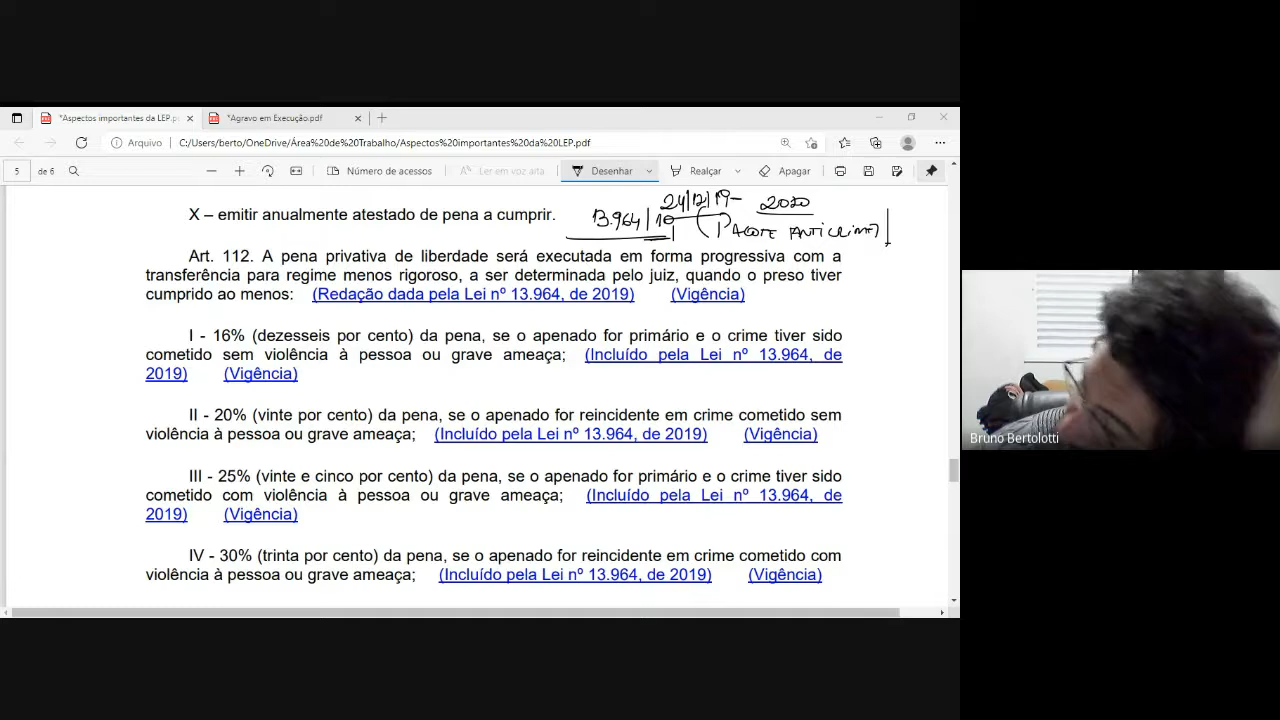 *Aspectos importantes da LEP.p
*Agravo em Execução.pdf
Arquivo
C:/Users/berto/OneDrive/Área%20de%20Trabalho/Aspectos%20importantes%20da%20LEP.pdf
5
de 6
Número de acessos
Ler em voz alta
Desenhar
Realçar
Apagar
24/12/19- 2020
X – emitir anualmente atestado de pena a cumprir.
13.964/19
PACOTE ANTICRIME
Art. 112. A pena privativa de liberdade será executada em forma progressiva com a
transferência para regime menos rigoroso, a ser determinada pelo juiz, quando o preso tiver
cumprido ao menos: (Redação dada pela Lei nº 13.964, de 2019) (Vigência)
I - 16% (dezesseis por cento) da pena, se o apenado for primário e o crime tiver sido
cometido sem violência à pessoa ou grave ameaça; (Incluído pela Lei nº 13.964, de
2019) (Vigência)
II - 20% (vinte por cento) da pena, se o apenado for reincidente em crime cometido sem
violência à pessoa ou grave ameaça; (Incluído pela Lei nº 13.964, de 2019) (Vigência)
III - 25% (vinte e cinco por cento) da pena, se o apenado for primário e o crime tiver sido
cometido com violência à pessoa ou grave ameaça; (Incluído pela Lei nº 13.964, de
2019) (Vigência)
IV - 30% (trinta por cento) da pena, se o apenado for reincidente em crime cometido com
violência à pessoa ou grave ameaça; (Incluído pela Lei nº 13.964, de 2019) (Vigência)
Bruno Bertolotti